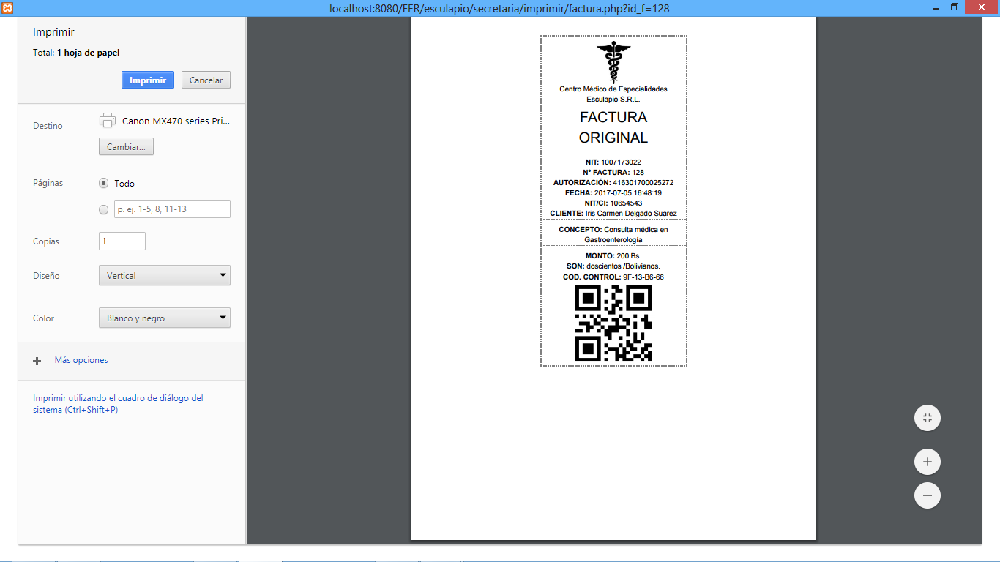 localhost:8080/FER/esculapio/secretaria/imprimir/factura.php?id_f=128
Imprimir
Total: 1 hoja de papel
Imprimir
Cancelar
Destino
Canon MX470 series Pri...
Cambiar...
Páginas
Todo
p. ej. 1-5, 8, 11-13
Copias
1
Diseño
Vertical
Color
Blanco y negro
Más opciones
Imprimir utilizando el cuadro de diálogo del
sistema (Ctrl+Shift+P)
Centro Médico de Especialidades
Esculapio S.R.L.
FACTURA
ORIGINAL
NIT: 1007173022
Nº FACTURA: 128
AUTORIZACIÓN: 416301700025272
FECHA: 2017-07-05 16:48:19
NIT/CI: 10654543
CLIENTE: Iris Carmen Delgado Suarez
CONCEPTO: Consulta médica en
Gastroenterología
MONTO: 200 Bs.
SON: doscientos /Bolivianos.
COD. CONTROL: 9F-13-B6-66